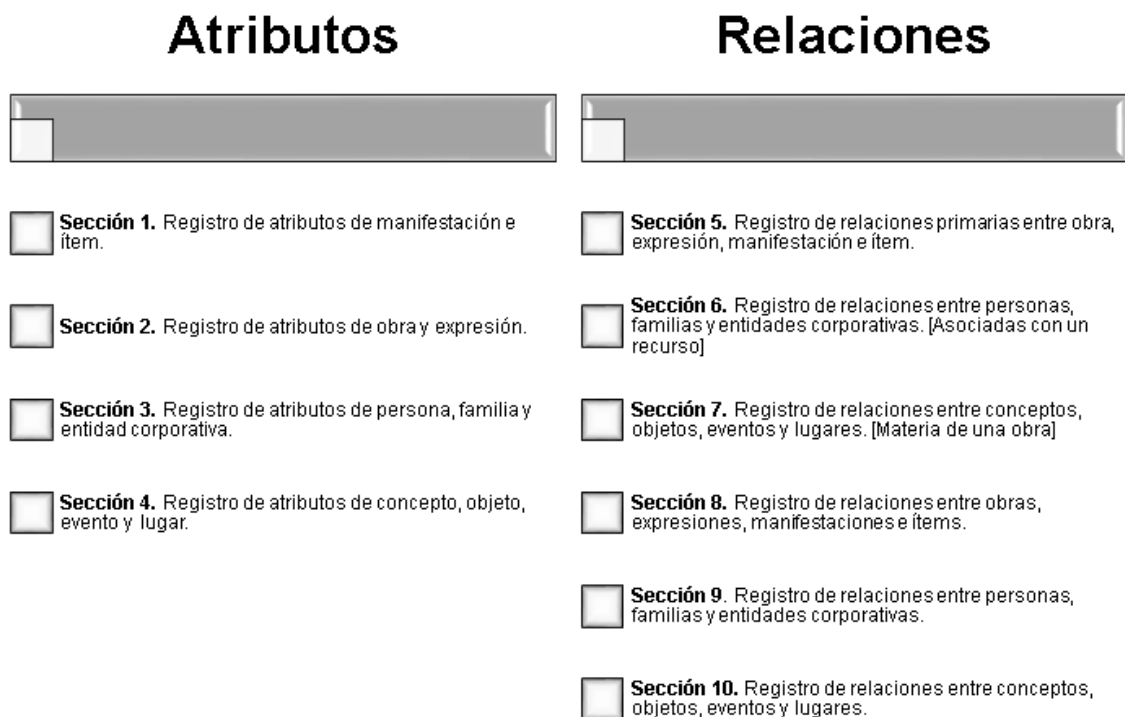 Atributos
Sección 1. Registro de atributos de manifestación e
ítem.
Sección 2. Registro de atributos de obra y expresión.
Sección 3. Registro de atributos de persona, familia y
entidad corporativa.
Sección 4. Registro de atributos de concepto, objeto,
evento y lugar.
Relaciones
Sección 5. Registro de relaciones primarias entre obra,
expresión, manifestación e ítem.
Sección 6. Registro de relaciones entre personas,
familias y entidades corporativas. [Asociadas con un
recurso]
Sección 7. Registro de relaciones entre conceptos,
objetos, eventos y lugares. [Materia de una obra]
Sección 8. Registro de relaciones entre obras,
expresiones, manifestaciones e ítems.
Sección 9. Registro de relaciones entre personas,
familias y entidades corporativas.
Sección 10. Registro de relaciones entre conceptos,
objetos, eventos y lugares.